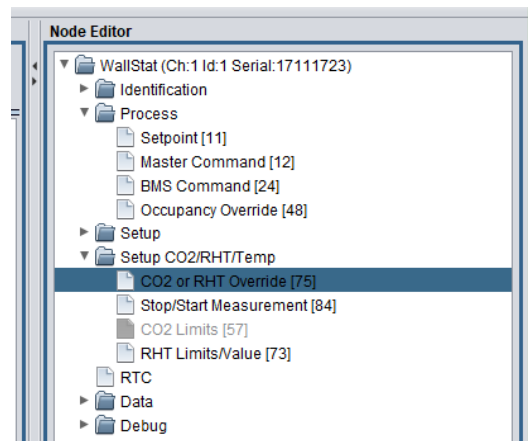 Node Editor
WallStat (Ch:1 Id:1 Serial:17111723)
Identification
Process
Setpoint [11]
Master Command [12]
BMS Command [24]
Occupancy Override [48]
Setup
Setup CO2/RHT/Temp
CO2 or RHT Override [75]
Stop/Start Measurement [84]
CO2 Limits [57]
RHT Limits/Value [73]
RTC
Data
Debug